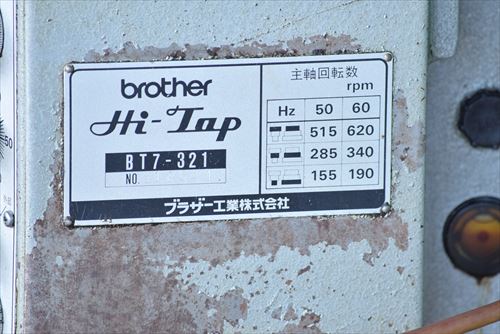 brother
Hi-Tap
BT7-321
NO.
主軸回転数
rpm
Hz 50 60
515 620
285 340
155 190
ブラザー工業株式会社
50